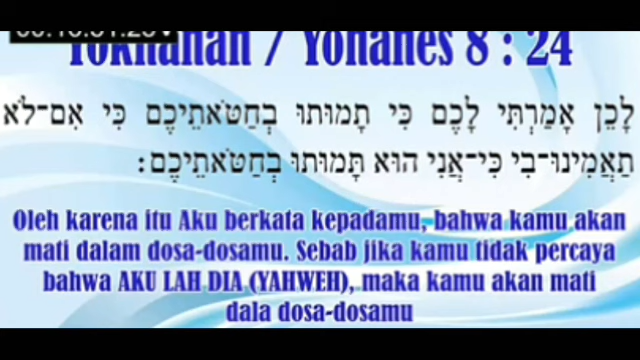 Yokhanan / Yohanes 8 : 24
לָכֵן אָמַרְתִּי לָכֶם כִּי תָמוּתוּ בְחַטֹּאתֵיכֶם כִּי אִם־לֹא
תַאֲמִינוּ־בִי כִּי־אֲנִי הוּא תָּמוּתוּ בְחַטֹּאתֵיכֶם׃
Oleh karena itu Aku berkata kepadamu, bahwa kamu akan
mati dalam dosa-dosamu. Sebab jika kamu tidak percaya
bahwa AKU LAH DIA (YAHWEH), maka kamu akan mati
dala dosa-dosamu